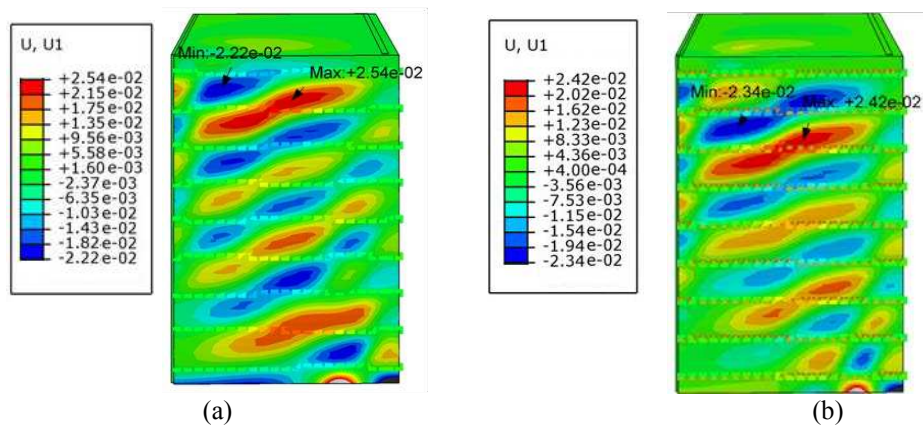 U, U1
+2.54e-02
+2.15e-02
+1.75e-02
+1.35e-02
+9.56e-03
+5.58e-03
+1.60e-03
-2.37e-03
-6.35e-03
-1.03e-02
-1.43e-02
-1.82e-02
-2.22e-02
Min:-2.22e-02
Max:+2.54e-02
(a)
U, U1
+2.42e-02
+2.02e-02
+1.62e-02
+1.23e-02
+8.33e-03
+4.36e-03
+4.00e-04
-3.56e-03
-7.53e-03
-1.15e-02
-1.54e-02
-1.94e-02
-2.34e-02
Min:-2.34e-02
Max: +2.42e-02
(b)